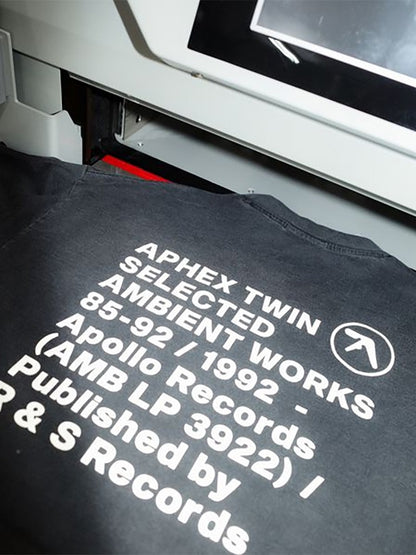 APHEX TWIN
SELECTED
AMBIENT WORKS
85-92 / 1992 -
Apollo Records
(AMB LP 3922) /
Published by
R & S Records